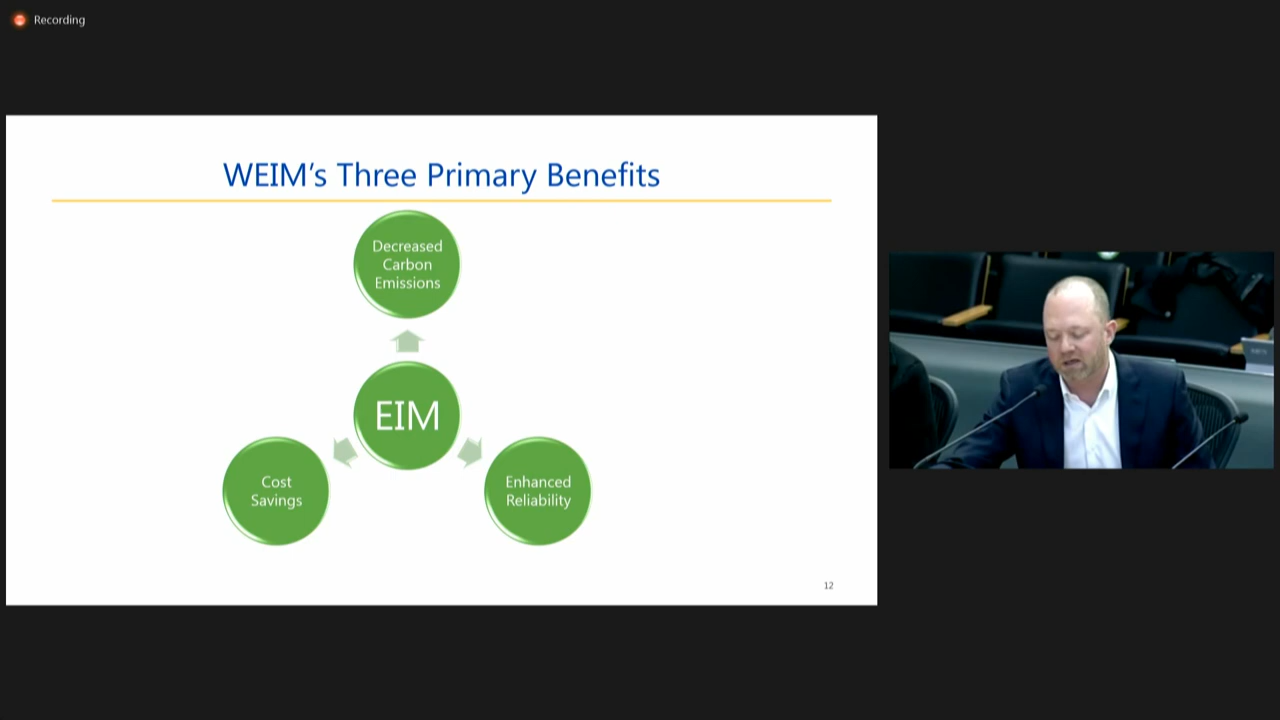 Recording
WEIM's Three Primary Benefits
Decreased
Carbon
Emissions
EIM
Cost
Savings
Enhanced
Reliability
12